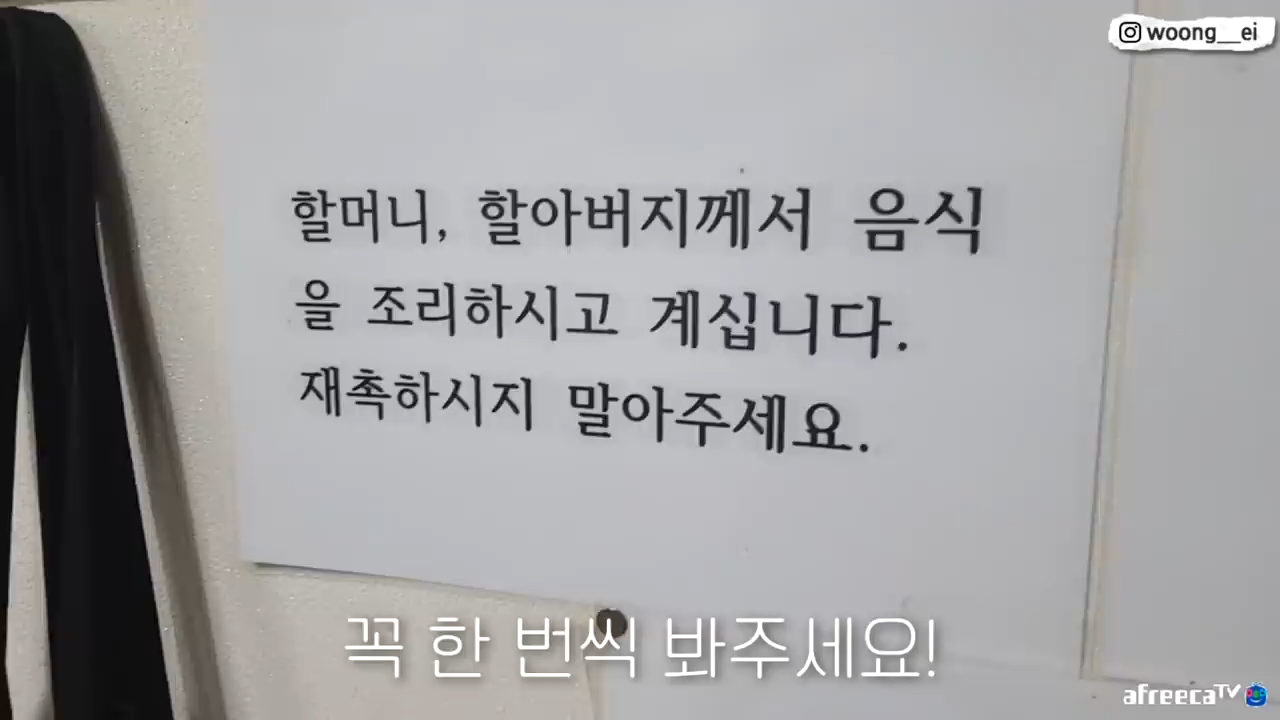 woong__ei
할머니, 할아버지께서 음식
을 조리하시고 계십니다.
재촉하시지 말아주세요.
꼭 한 번씩 봐주세요!
afreecaTV